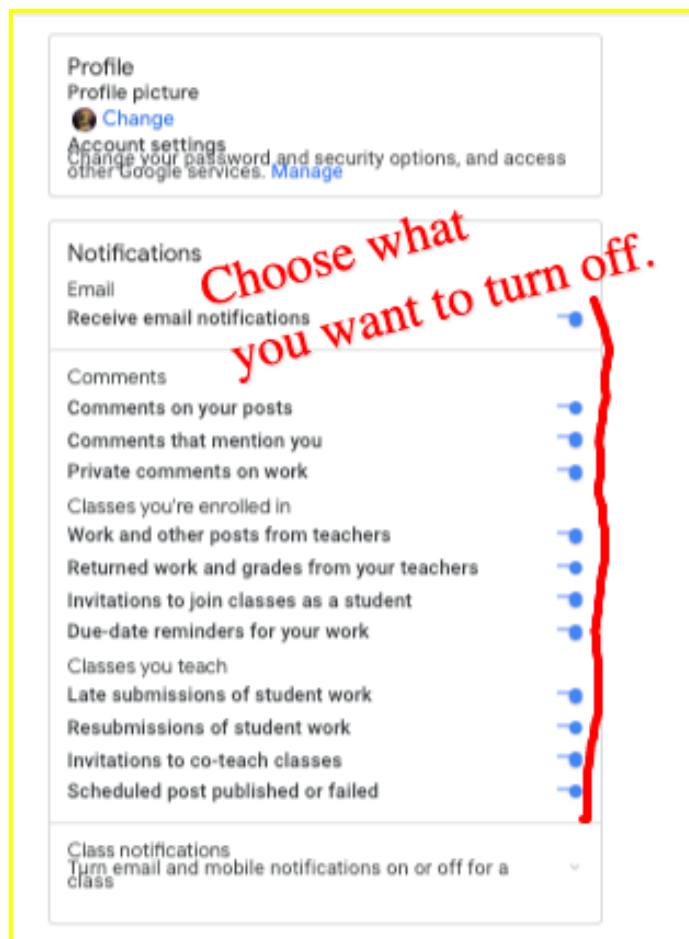 Profile
Profile picture
Change
Account settings
Change your password and security options, and access
other Google services. Manage
Notifications
Choose what
you want to turn off.
Email
Receive email notifications
Comments
Comments on your posts
Comments that mention you
Private comments on work
Classes you're enrolled in
Work and other posts from teachers
Returned work and grades from your teachers
Invitations to join classes as a student
Due-date reminders for your work
Classes you teach
Late submissions of student work
Resubmissions of student work
Invitations to co-teach classes
Scheduled post published or failed
Class notifications
Turn email and mobile notifications on or off for a
class